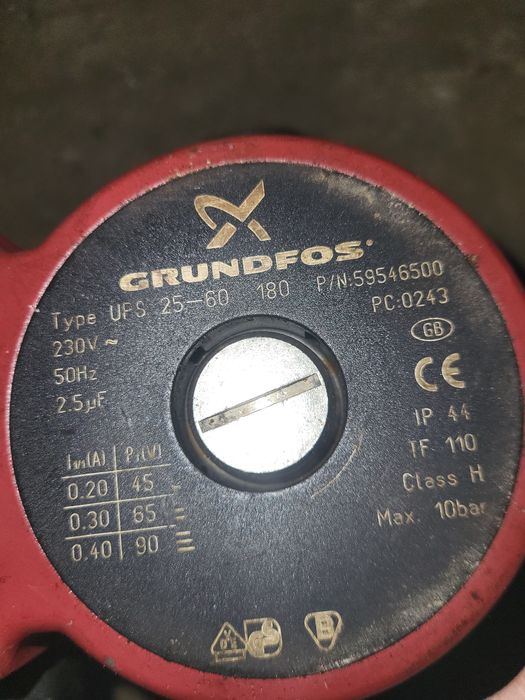 GRUNDFOS
Type UPS 25-60 180 P/N:59546500
PC:0243
230V ~
50Hz
2.5µF
GB
CE
IP 44
TF 110
Class H
Max. 10bar
I₁/₁(A) P₁(W)
0.20 45
0.30 65
0.40 90
B